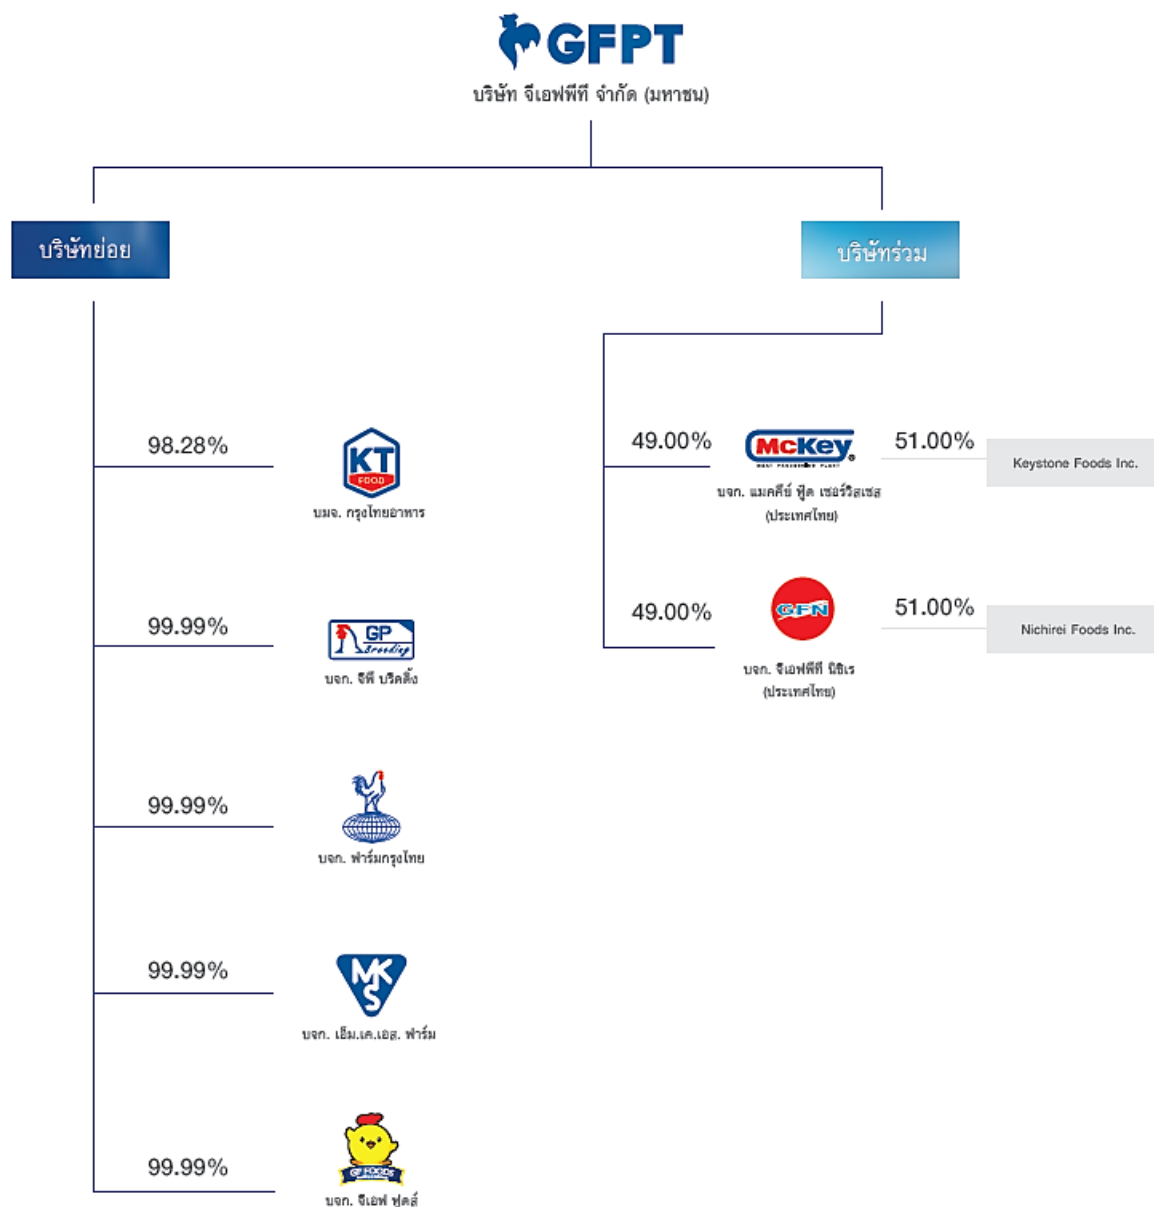 GFPT
บริษัท จีเอฟพีที จำกัด (มหาชน)
บริษัทย่อย
บริษัทร่วม
98.28%
KT
FOOD
บมจ. กรุงไทยอาหาร
99.99%
GP
Breeding
บจก. จีพี บรีดดิ้ง
99.99%
บจก. ฟาร์มกรุงไทย
99.99%
MKS
บจก. เอ็ม.เค.เอส. ฟาร์ม
99.99%
GF FOODS
บจก. จีเอฟ ฟูดส์
49.00%
McKey®
MEAT PROCESSING PLANT
บจก. แมคคีย์ ฟู๊ด เซอร์วิสเซส
(ประเทศไทย)
51.00%
Keystone Foods Inc.
49.00%
GFN
บจก. จีเอฟพีที นิชิเร
(ประเทศไทย)
51.00%
Nichirei Foods Inc.